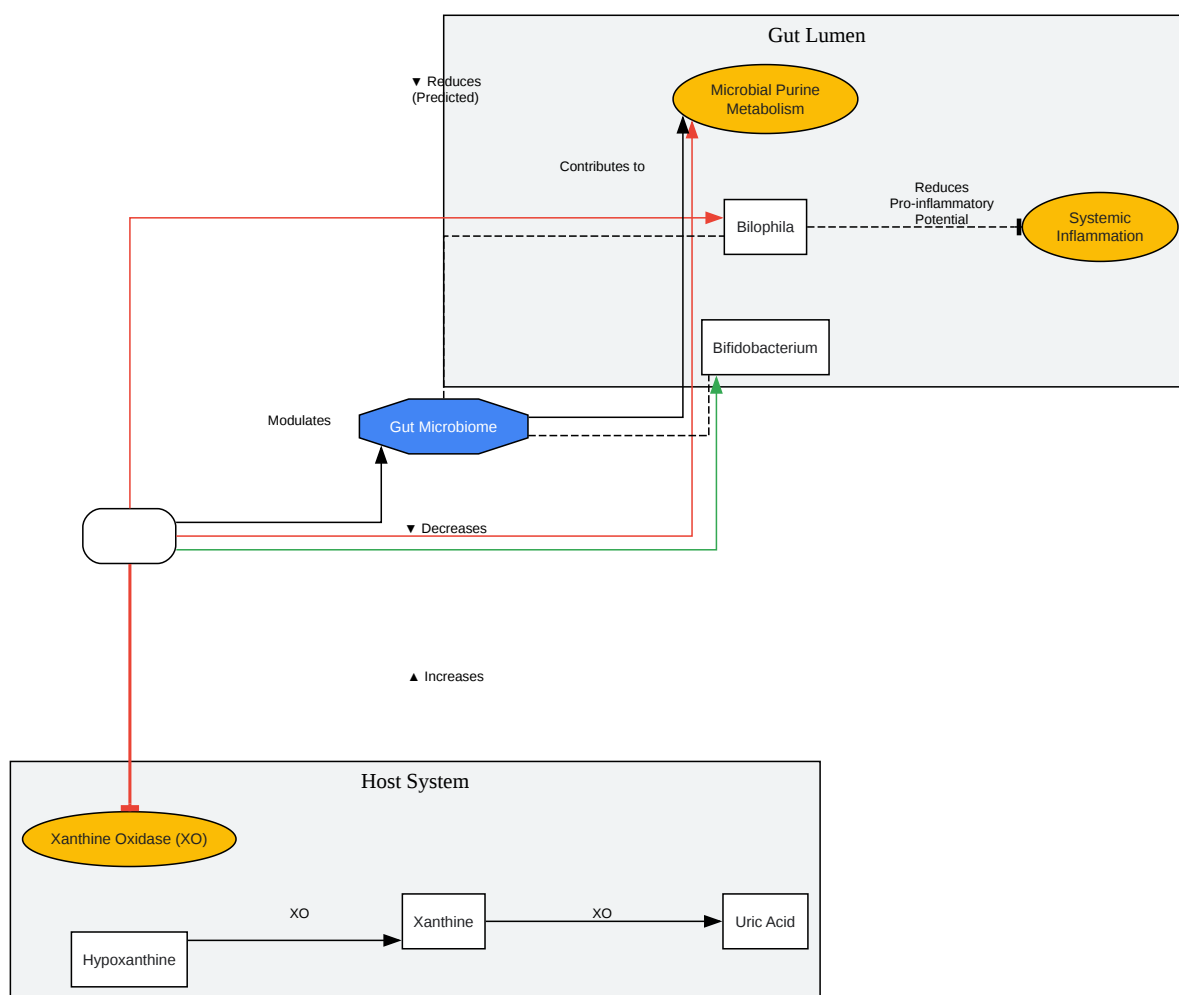 Gut Lumen
▼ Reduces
(Predicted)
Microbial Purine
Metabolism
Contributes to
Reduces
Pro-inflammatory
Potential
Bilophila
Systemic
Inflammation
Bifidobacterium
Modulates
Gut Microbiome
▼ Decreases
▲ Increases
Host System
Xanthine Oxidase (XO)
XO
Xanthine
XO
Uric Acid
Hypoxanthine